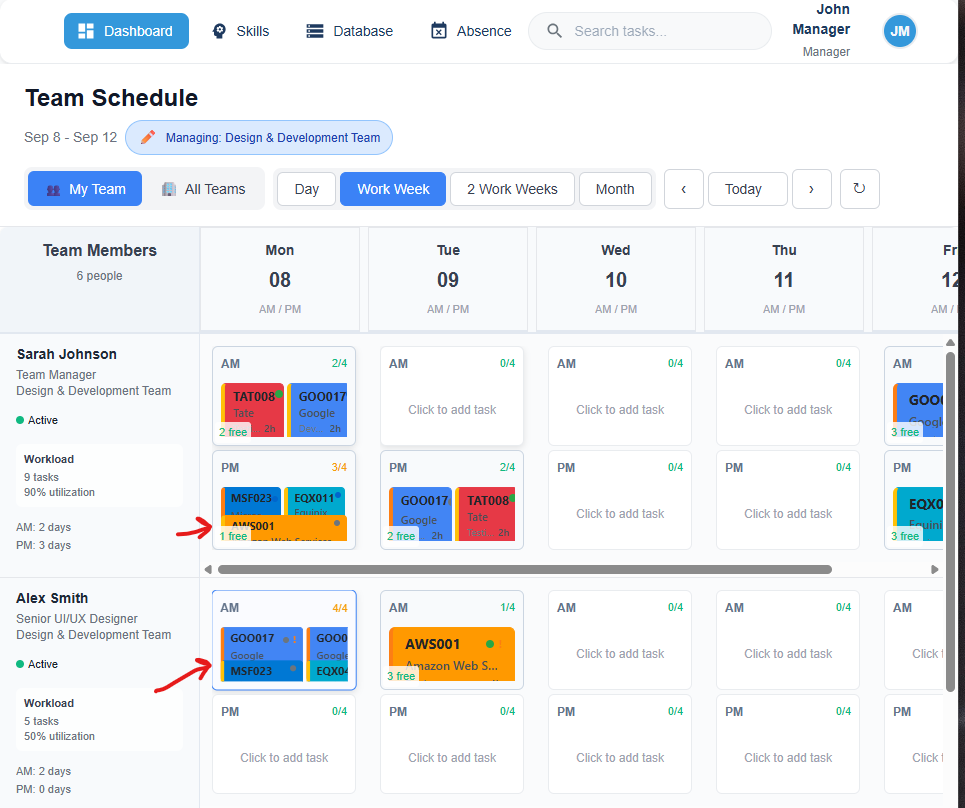 Dashboard
Skills
Database
Absence
Search tasks...
John
Manager
Manager
JM
Team Schedule
Sep 8 - Sep 12
Managing: Design & Development Team
My Team
All Teams
Day
Work Week
2 Work Weeks
Month
‹
Today
›
↻
Team Members
6 people
Mon
08
AM / PM
Tue
09
AM / PM
Wed
10
AM / PM
Thu
11
AM / PM
Fr
12
AM /
Sarah Johnson
Team Manager
Design & Development Team
Active
Workload
9 tasks
90% utilization
AM: 2 days
PM: 3 days
AM
2/4
TAT008
Tate
2h
2 free
GOO017
Google
Dev..
2h
AM
0/4
Click to add task
AM
0/4
Click to add task
AM
0/4
Click to add task
AM
GOO
Googl
3 free
PM
3/4
MSF023
EQX011
Equinix
AWS001
1 free
zon Web Services
PM
2/4
GOO017
Google
2h
2 free
TAT008
Tate
2h
PM
0/4
Click to add task
PM
0/4
Click to add task
PM
EQX0
Equini
3 free
Alex Smith
Senior UI/UX Designer
Design & Development Team
Active
Workload
5 tasks
50% utilization
AM: 2 days
PM: 0 days
AM
4/4
GOO017
Google
GOO0
Google
MSF023
EQX04
AM
1/4
AWS001
Amazon Web S...
3 free
AM
0/4
Click to add task
AM
0/4
Click to add task
AM
Click t
PM
0/4
Click to add task
PM
0/4
Click to add task
PM
0/4
Click to add task
PM
0/4
Click to add task
PM
Click t